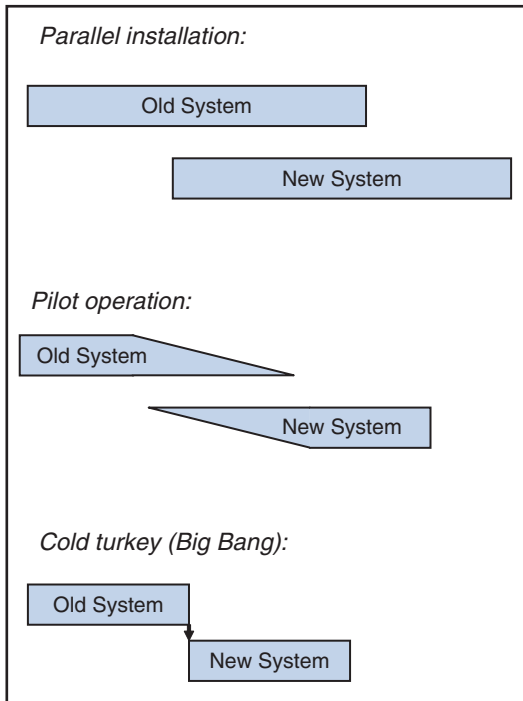 Parallel installation:
Old System
New System
Pilot operation:
Old System
New System
Cold turkey (Big Bang):
Old System
New System